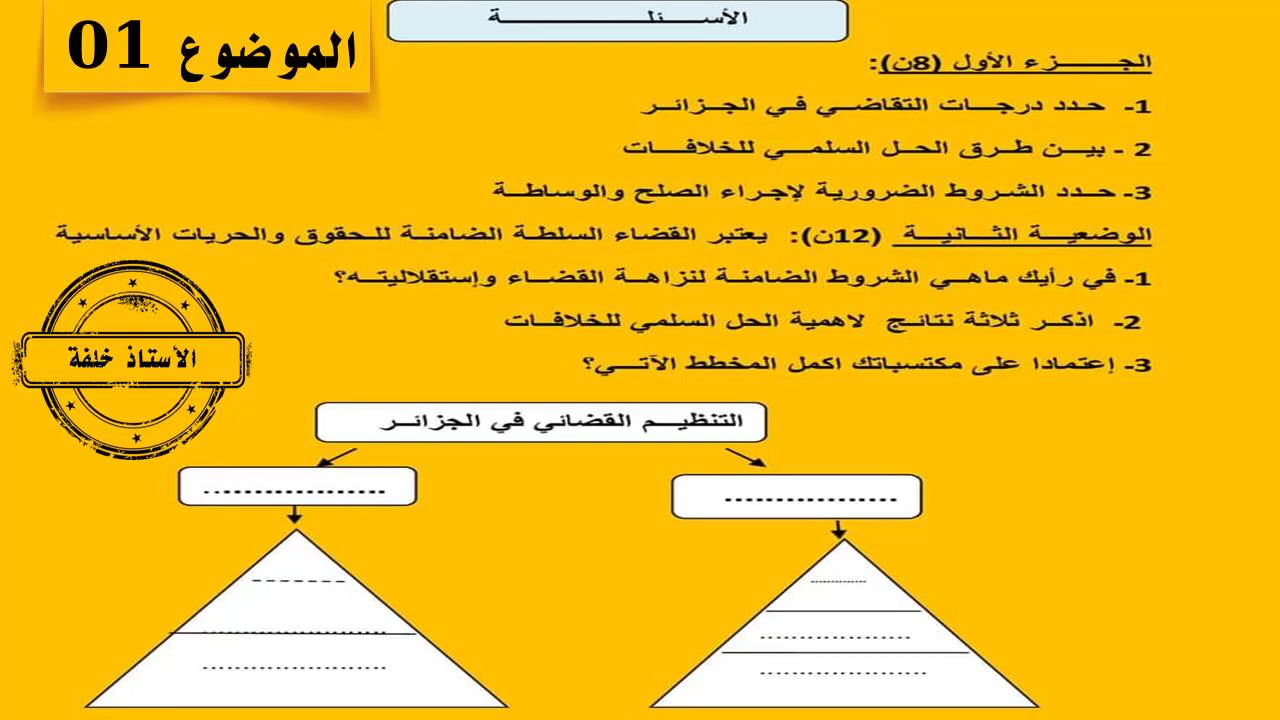 الموضوع 01
الأسئلة
الجزء الأول (8ن):
1- حدد درجات التقاضي في الجزائر
2 - بين طرق الحل السلمي للخلافات
3- حدد الشروط الضرورية لإجراء الصلح والوساطة
الوضعية الثانية (12ن): يعتبر القضاء السلطة الضامنة للحقوق والحريات الأساسية
1- في رأيك ماهي الشروط الضامنة لنزاهة القضاء وإستقلاليته؟
2- اذكر ثلاثة نتائج لاهمية الحل السلمي للخلافات
3- إعتمادا على مكتسباتك اكمل المخطط الآتي؟
الأستاذ خلفة
التنظيم القضائي في الجزائر